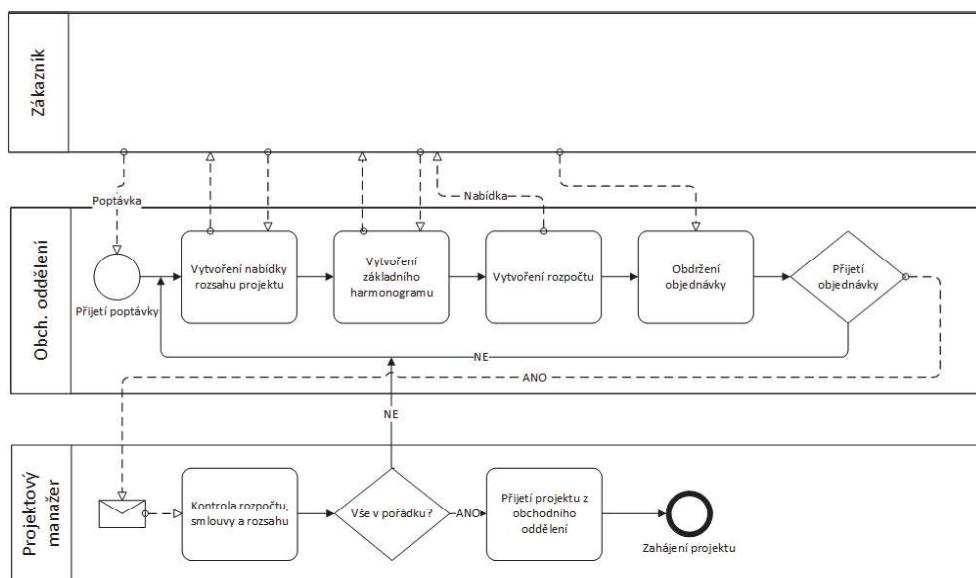 Zákazník
Poptávka
Nabídka
Obch. oddělení
Přijetí poptávky
Vytvoření nabídky
rozsahu projektu
Vytvoření
základního
harmonogramu
Vytvoření rozpočtu
Obdržení
objednávky
Přijetí
objednávky
NE
ANO
NE
Projektový
manažer
Kontrola rozpočtu,
smlouvy a rozsahu
Vše v pořádku?
ANO
Přijetí projektu z
obchodního
oddělení
Zahájení projektu